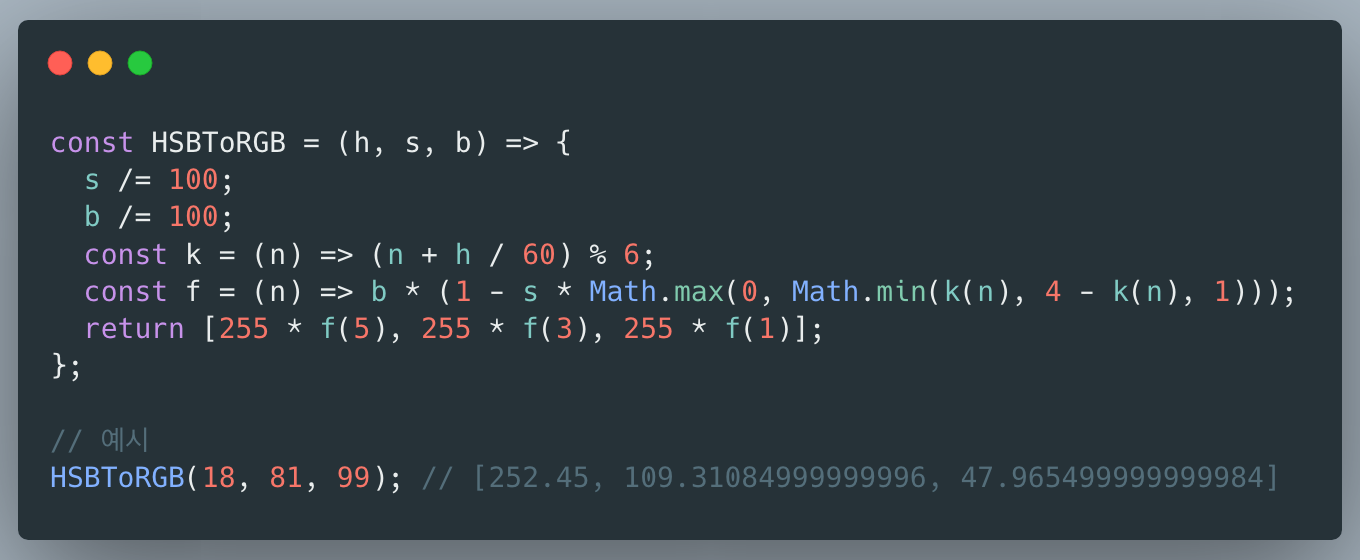 const HSBToRGB = (h, s, b) => {
  s /= 100;
  b /= 100;
  const k = (n) => (n + h / 60) % 6;
  const f = (n) => b * (1 - s * Math.max(0, Math.min(k(n), 4 - k(n), 1)));
  return [255 * f(5), 255 * f(3), 255 * f(1)];
};

// 예시
HSBToRGB(18, 81, 99); // [252.45, 109.31084999999996, 47.965499999999984]